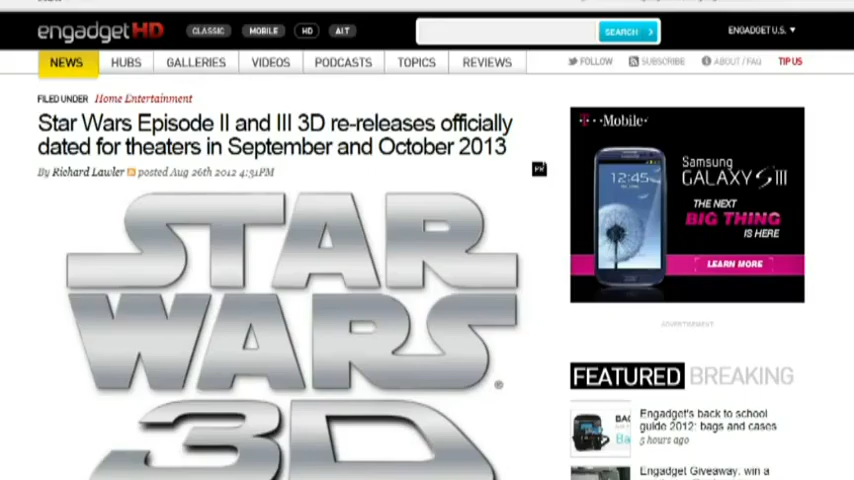 engadget HD
CLASSIC MOBILE HD ALT
SEARCH
ENGADGET U.S.
NEWS HUBS GALLERIES VIDEOS PODCASTS TOPICS REVIEWS
FOLLOW SUBSCRIBE ABOUT / FAQ TIP US
FILED UNDER Home Entertainment
Star Wars Episode II and III 3D re-releases officially
dated for theaters in September and October 2013
By Richard Lawler posted Aug 26th 2012 4:31PM
PR
STAR
WARS®
3D
T··Mobile·
12:45
Samsung
GALAXY S III
THE NEXT
BIG THING
IS HERE
LEARN MORE
ADVERTISEMENT
FEATURED BREAKING
Engadget's back to school
guide 2012: bags and cases
5 hours ago
Engadget Giveaway: win a